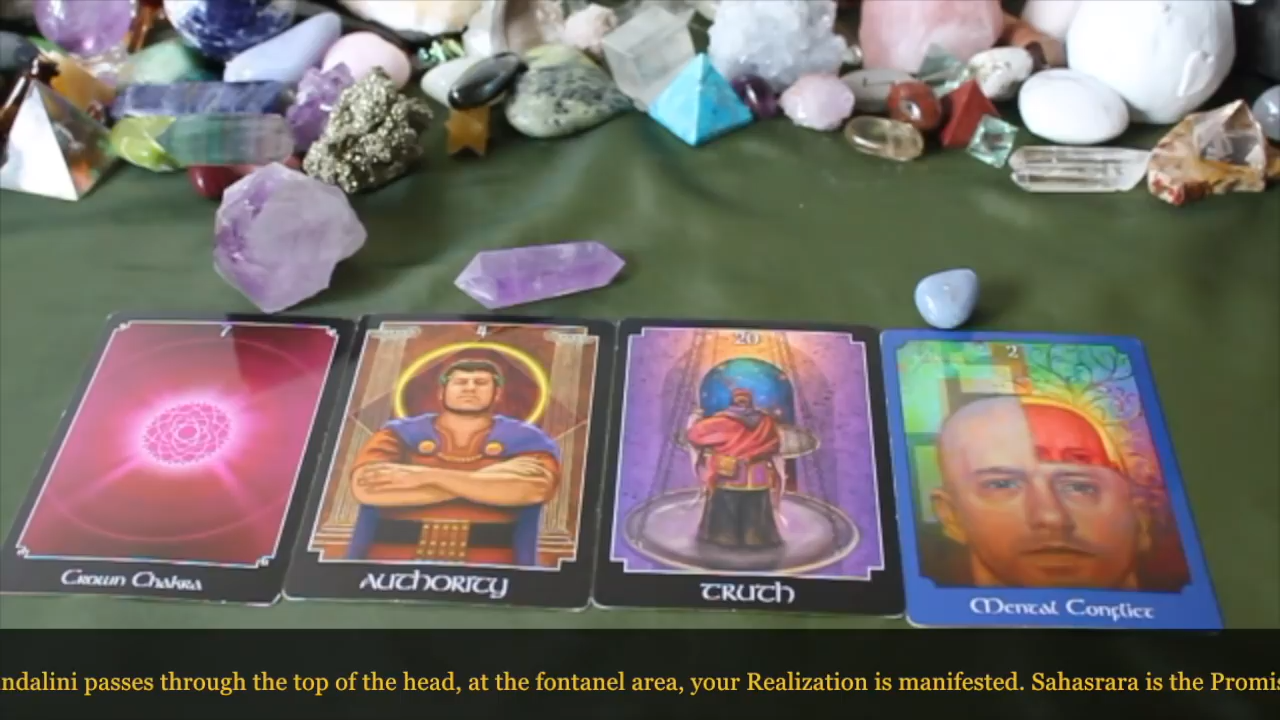 7
Crown Chakra
4
AUTHORITY
20
TRUTH
2
Mental Conflict
ndalini passes through the top of the head, at the fontanel area, your Realization is manifested. Sahasrara is the Promis